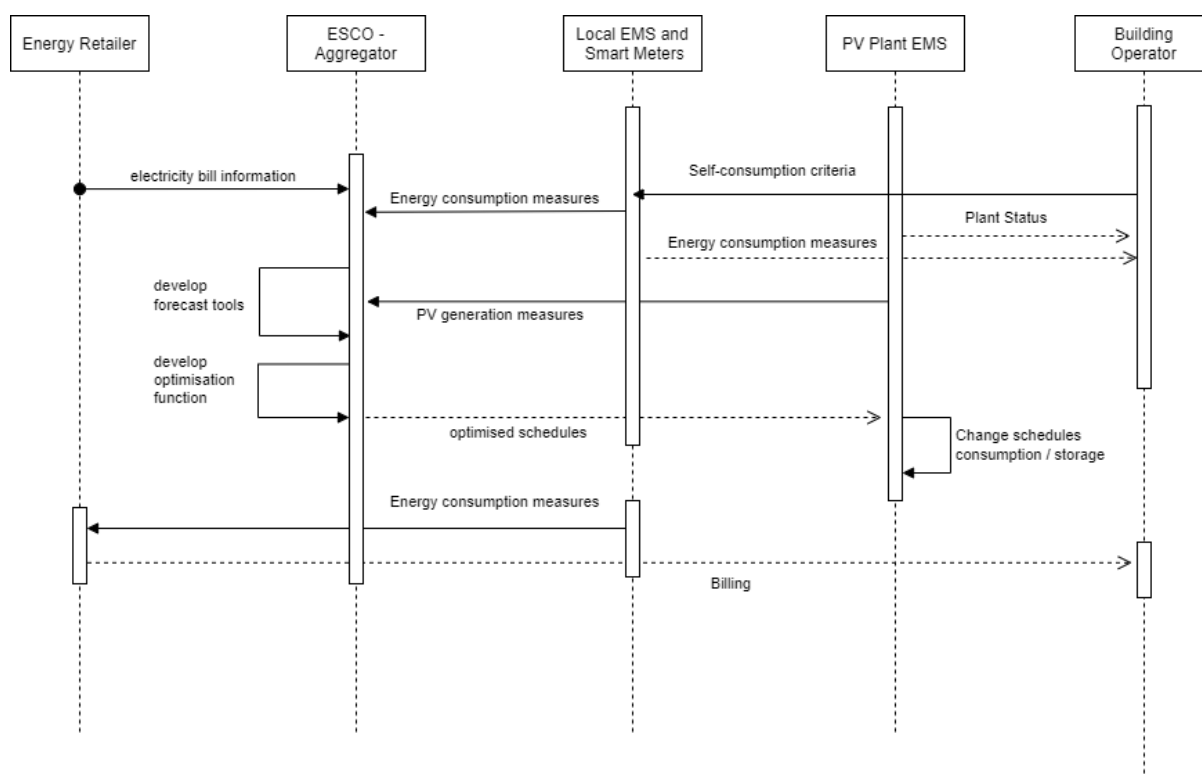 Energy Retailer
ESCO -
Aggregator
Local EMS and
Smart Meters
PV Plant EMS
Building
Operator
electricity bill information
Self-consumption criteria
Energy consumption measures
Plant Status
Energy consumption measures
develop
forecast tools
PV generation measures
develop
optimisation
function
optimised schedules
Change schedules
consumption / storage
Energy consumption measures
Billing